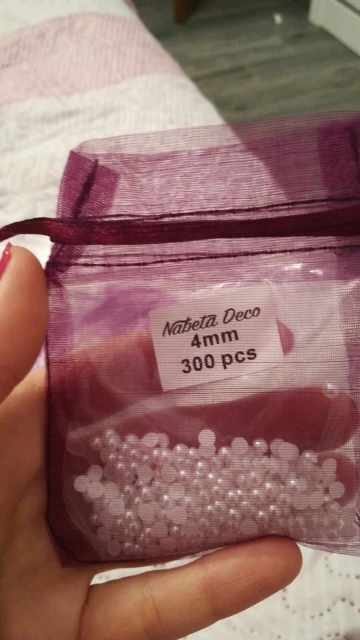 Nabeta Deco
4mm
300 pcs